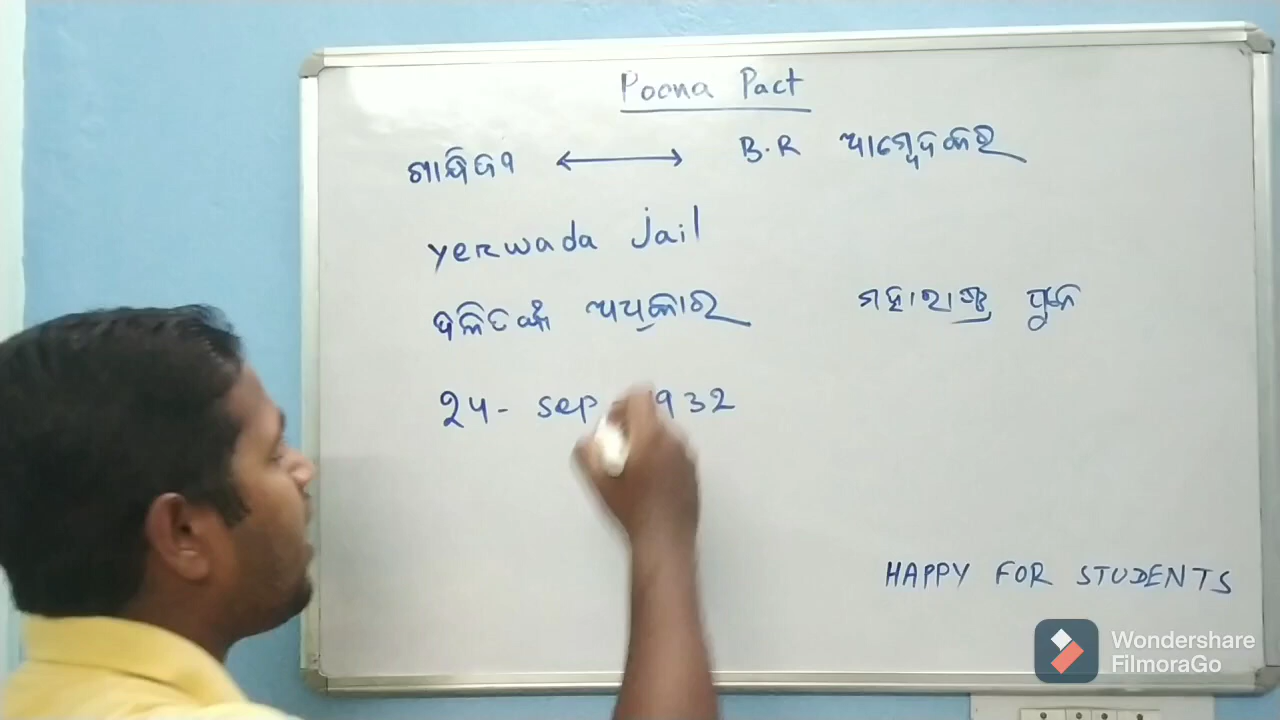 Poona Pact
ଗାନ୍ଧିଜୀ ⟷ B.R ଆମ୍ବେଦକର
yerwada jail
ଦଳିତଙ୍କ ଅଧିକାର ମହାରାଷ୍ଟ୍ର ପୁନେ
24- sep 1932
HAPPY FOR STUDENTS
Wondershare
FilmoraGo